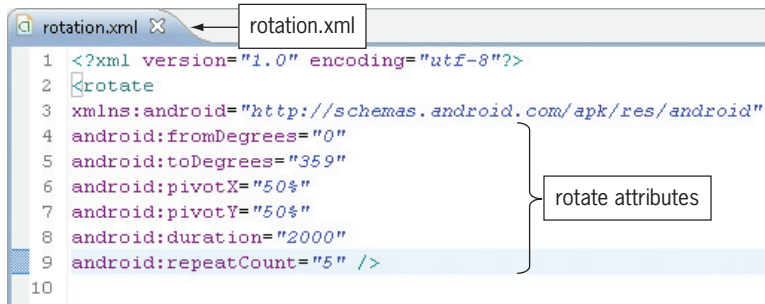 rotation.xml
rotation.xml
1 <?xml version="1.0" encoding="utf-8"?>
2 <rotate
3 xmlns:android="http://schemas.android.com/apk/res/android"
4 android:fromDegrees="0"
5 android:toDegrees="359"
6 android:pivotX="50%"
7 android:pivotY="50%"
8 android:duration="2000"
9 android:repeatCount="5" />
10
rotate attributes